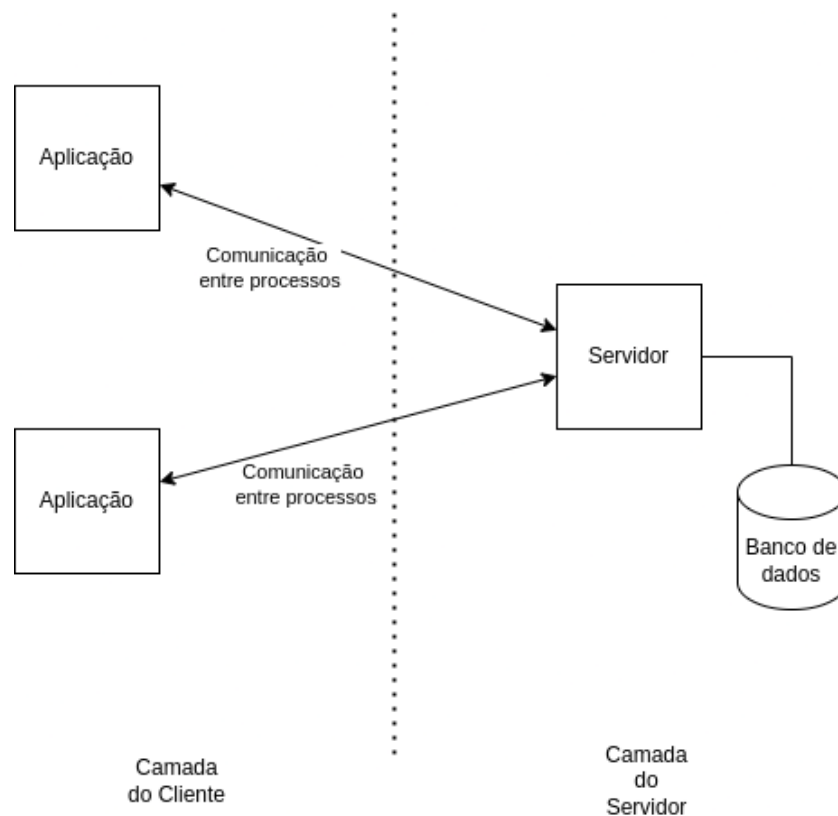 Aplicação
Comunicação
entre processos
Servidor
Comunicação
entre processos
Aplicação
Banco de
dados
Camada
do Cliente
Camada
do
Servidor